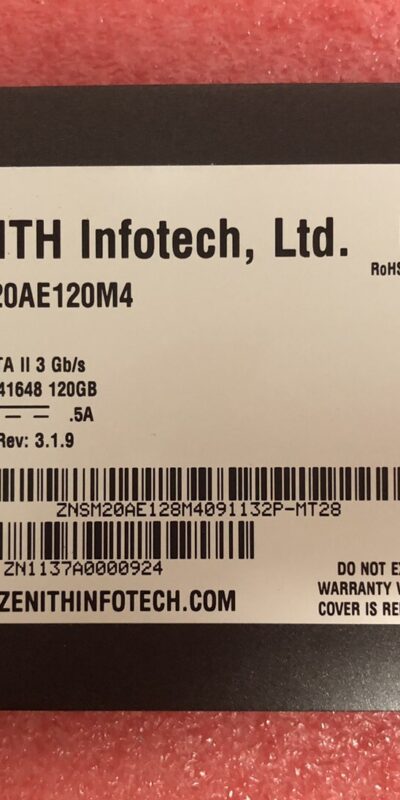 ITH Infotech, Ltd.
RoHS
20AE120M4
TA II 3 Gb/s
41648 120GB
.5A
Rev: 3.1.9
ZNSM20AE128M4091132P-MT28
ZN1137A0000924
ZENITHINFOTECH.COM
DO NOT E
WARRANTY V
COVER IS RE